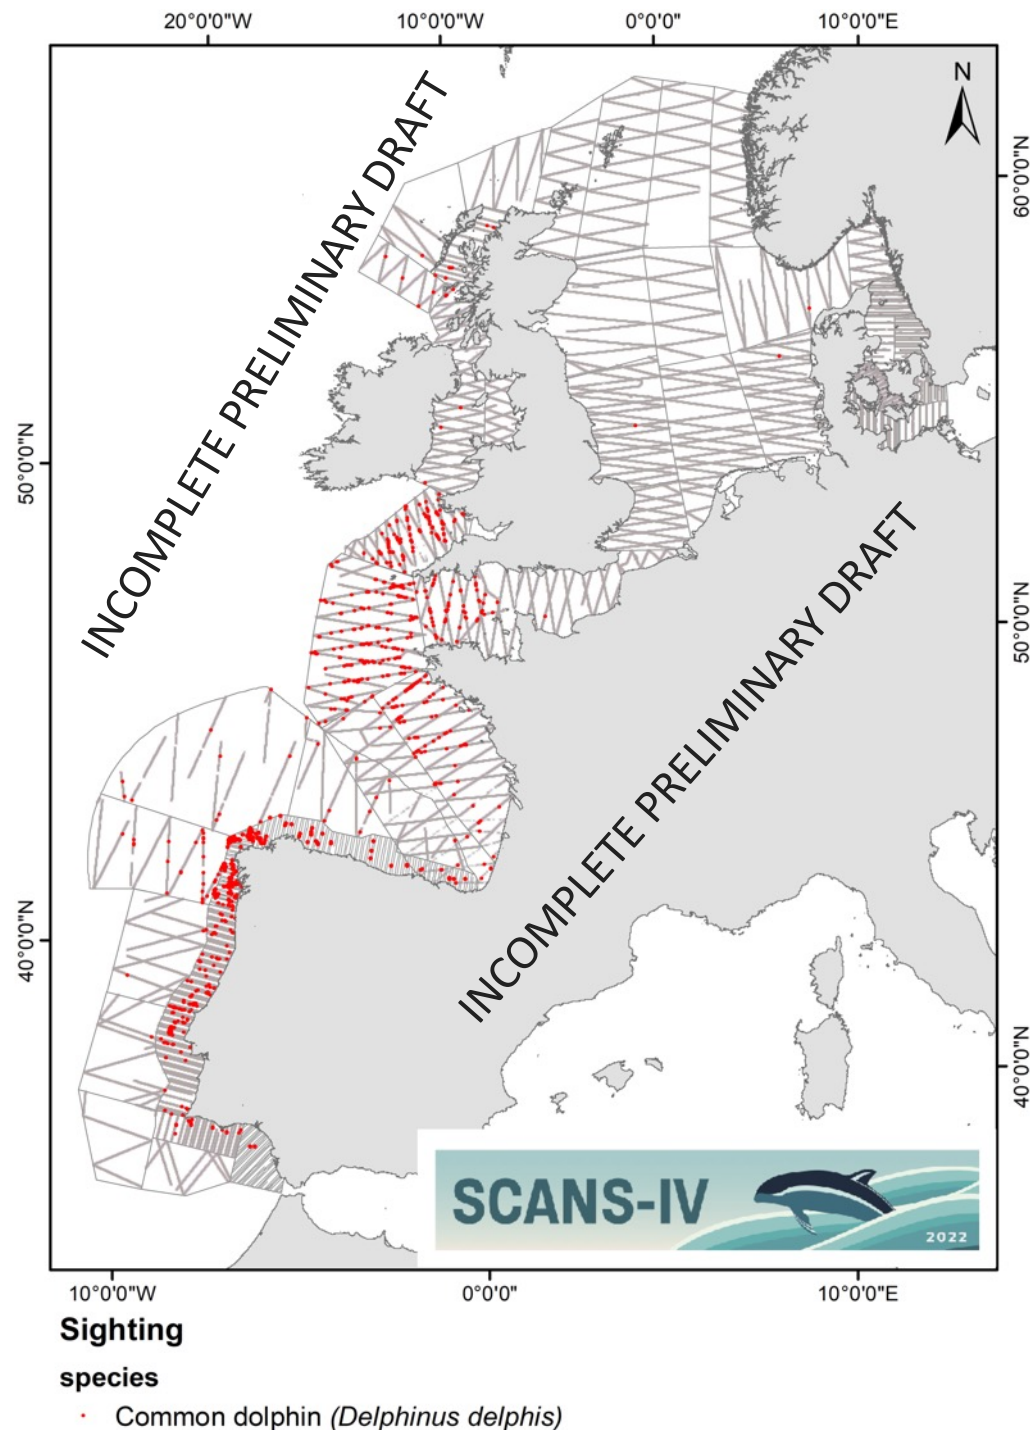 20°0'0"W 10°0'0"W 0°0'0" 10°0'0"E
N
60°0'0"N
INCOMPLETE PRELIMINARY DRAFT
50°0'0"N
50°0'0"N
INCOMPLETE PRELIMINARY DRAFT
40°0'0"N
40°0'0"N
SCANS-IV
2022
10°0'0"W 0°0'0" 10°0'0"E
Sighting
species
Common dolphin (Delphinus delphis)